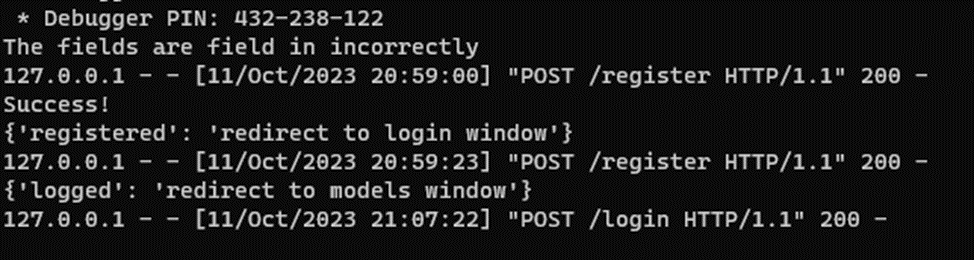 * Debugger PIN: 432-238-122
The fields are field in incorrectly
127.0.0.1 - - [11/Oct/2023 20:59:00] "POST /register HTTP/1.1" 200 -
Success!
{'registered': 'redirect to login window'}
127.0.0.1 - - [11/Oct/2023 20:59:23] "POST /register HTTP/1.1" 200 -
{'logged': 'redirect to models window'}
127.0.0.1 - - [11/Oct/2023 21:07:22] "POST /login HTTP/1.1" 200 -